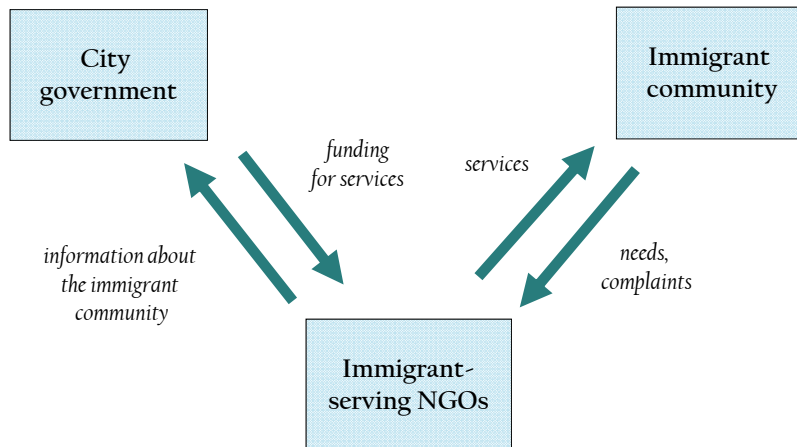 City
government
Immigrant
community
funding
for services
services
information about
the immigrant
community
needs,
complaints
Immigrant-
serving NGOs